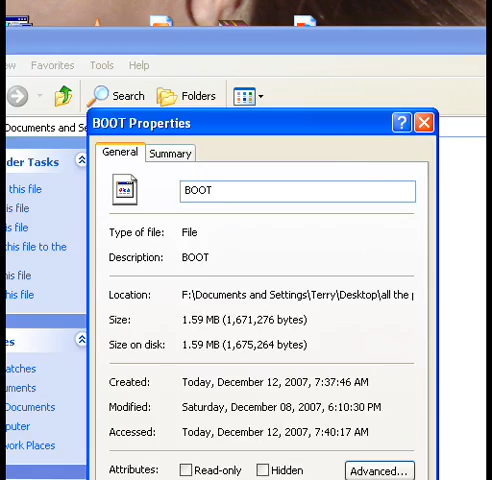 Favorites Tools Help
Search Folders
Documents and
BOOT Properties
General Summary
BOOT
Type of file: File
Description: BOOT
Location: F:\Documents and Settings\Terry\Desktop\all the
Size: 1.59 MB (1,671,276 bytes)
Size on disk: 1.59 MB (1,675,264 bytes)
Created: Today, December 12, 2007, 7:37:46 AM
Modified: Saturday, December 08, 2007, 6:10:30 PM
Accessed: Today, December 12, 2007, 7:40:17 AM
Attributes: Read-only Hidden Advanced...
der Tasks
this file
is file
file
this file to the
is file
this file
es
uments
Documents
puter
work Places